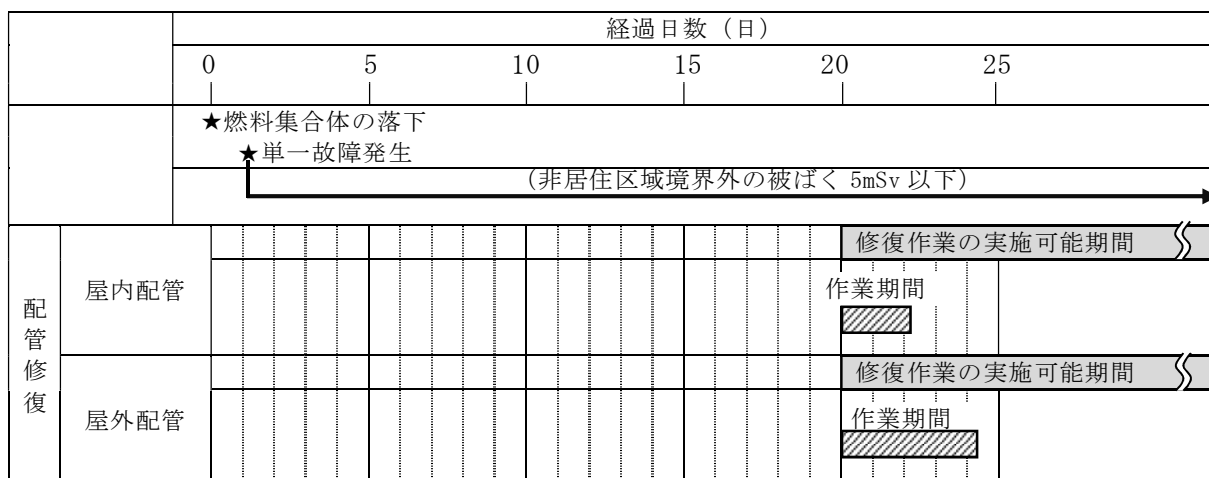 経過日数（日）
0 5 10 15 20 25
★燃料集合体の落下
★単一故障発生
（非居住区域境界外の被ばく 5mSv 以下）
配管修復
屋内配管
修復作業の実施可能期間
作業期間
屋外配管
修復作業の実施可能期間
作業期間